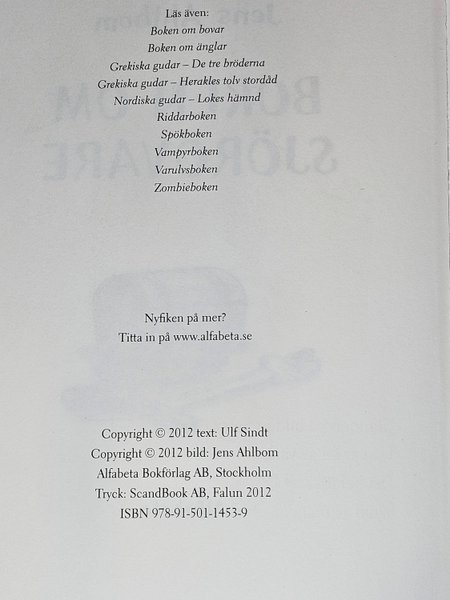 Läs även:
Boken om bovar
Boken om änglar
Grekiska gudar – De tre bröderna
Grekiska gudar – Herakles tolv stordåd
Nordiska gudar – Lokes hämnd
Riddarboken
Spökboken
Vampyrboken
Varulvsboken
Zombieboken
Nyfiken på mer?
Titta in på www.alfabeta.se
Copyright © 2012 text: Ulf Sindt
Copyright © 2012 bild: Jens Ahlbom
Alfabeta Bokförlag AB, Stockholm
Tryck: ScandBook AB, Falun 2012
ISBN 978-91-501-1453-9